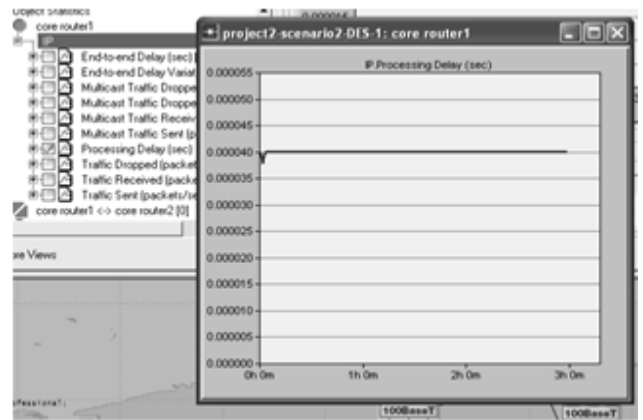 Object Statistics
core router1
IP
End-to-end Delay (sec)
End-to-end Delay Variat
Multicast Traffic Droppe
Multicast Traffic Droppe
Multicast Traffic Receiv
Multicast Traffic Sent (p
Processing Delay (sec)
Traffic Dropped (packet
Traffic Received (packe
Traffic Sent (packets/se
core router1 <-> core router2 [0]
re Views
rofessional:
project2-scenario2-DES-1: core router1
IP.Processing Delay (sec)
0.000055
0.000050
0.000045
0.000040
0.000035
0.000030
0.000025
0.000020
0.000015
0.000010
0.000005
0.000000
0h 0m
1h 0m
2h 0m
3h 0m
100BaseT
100BaseT